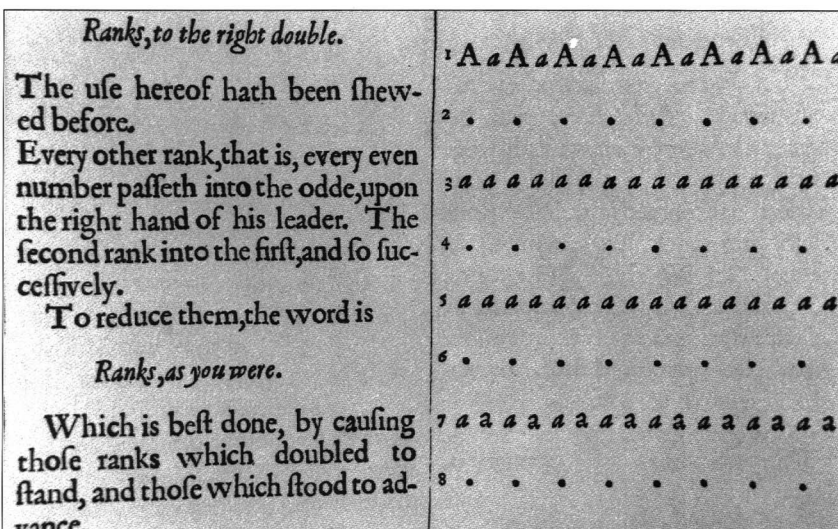 Ranks, to the right double.
The uſe hereof hath been ſhew-
ed before.
Every other rank, that is, every even
number paſſeth into the odde, upon
the right hand of his leader. The
ſecond rank into the firſt, and ſo ſuc-
ceſſively.
To reduce them, the word is
Ranks, as you were.
Which is beſt done, by cauſing
thoſe ranks which doubled to
ſtand, and thoſe which ſtood to ad-
vance
1 A a A a A a A a A a A a A a A a
2 . . . . . . . .
3 a a a a a a a a a a a a a a a a
4 . . . . . . . .
5 a a a a a a a a a a a a a a a a
6 . . . . . . . .
7 a a a a a a a a a a a a a a a a
8 . . . . . . . .